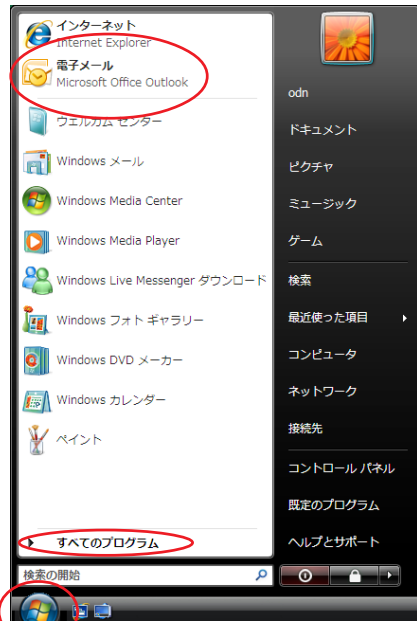 インターネット
Internet Explorer
電子メール
Microsoft Office Outlook
ウェルカム センター
Windows メール
Windows Media Center
Windows Media Player
Windows Live Messenger ダウンロード
Windows フォト ギャラリー
Windows DVD メーカー
Windows カレンダー
ペイント
すべてのプログラム
検索の開始
odn
ドキュメント
ピクチャ
ミュージック
ゲーム
検索
最近使った項目
コンピュータ
ネットワーク
接続先
コントロール パネル
既定のプログラム
ヘルプとサポート